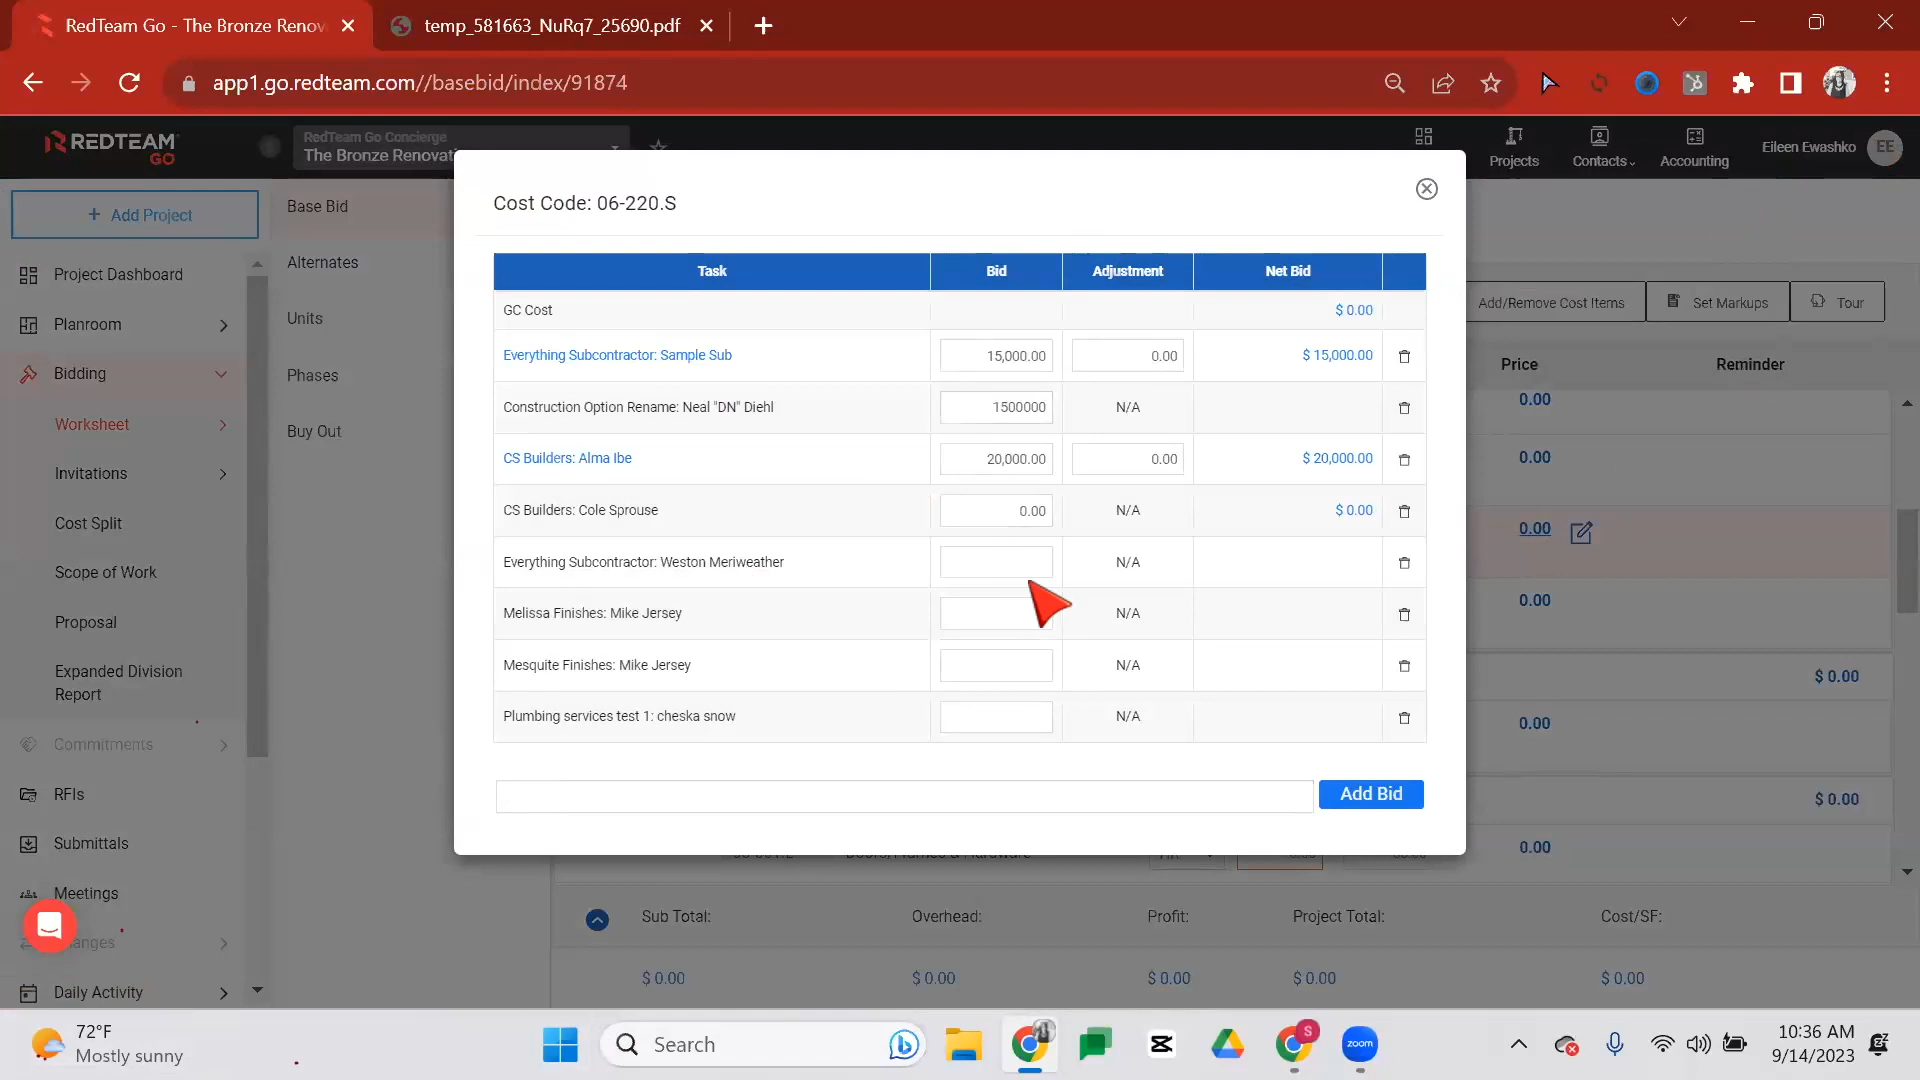 RedTeam Go - The Bronze Renov
temp_581663_NuRq7_25690.pdf
app1.go.redteam.com//basebid/index/91874
REDTEAM
GO
RedTeam Go Concierge
The Bronze Renovati
Projects
Contacts
Accounting
Eileen Ewashko
EE
+ Add Project
Project Dashboard
Planroom
Bidding
Worksheet
Invitations
Cost Split
Scope of Work
Proposal
Expanded Division
Report
Commitments
RFIs
Submittals
Meetings
anges
Daily Activity
Base Bid
Alternates
Units
Phases
Buy Out
Cost Code: 06-220.S
Task Bid Adjustment Net Bid
GC Cost $ 0.00
Everything Subcontractor: Sample Sub 15,000.00 0.00 $ 15,000.00
Construction Option Rename: Neal "DN" Diehl 1500000 N/A
CS Builders: Alma Ibe 20,000.00 0.00 $ 20,000.00
CS Builders: Cole Sprouse 0.00 N/A $ 0.00
Everything Subcontractor: Weston Meriweather N/A
Melissa Finishes: Mike Jersey N/A
Mesquite Finishes: Mike Jersey N/A
Plumbing services test 1: cheska snow N/A
Add Bid
Add/Remove Cost Items Set Markups Tour
Price Reminder
0.00
0.00
0.00
0.00
$ 0.00
0.00
$ 0.00
0.00
Sub Total: Overhead: Profit: Project Total: Cost/SF:
$ 0.00 $ 0.00 $ 0.00 $ 0.00 $ 0.00
72°F
Mostly sunny
Search
S
zoom
10:36 AM
9/14/2023